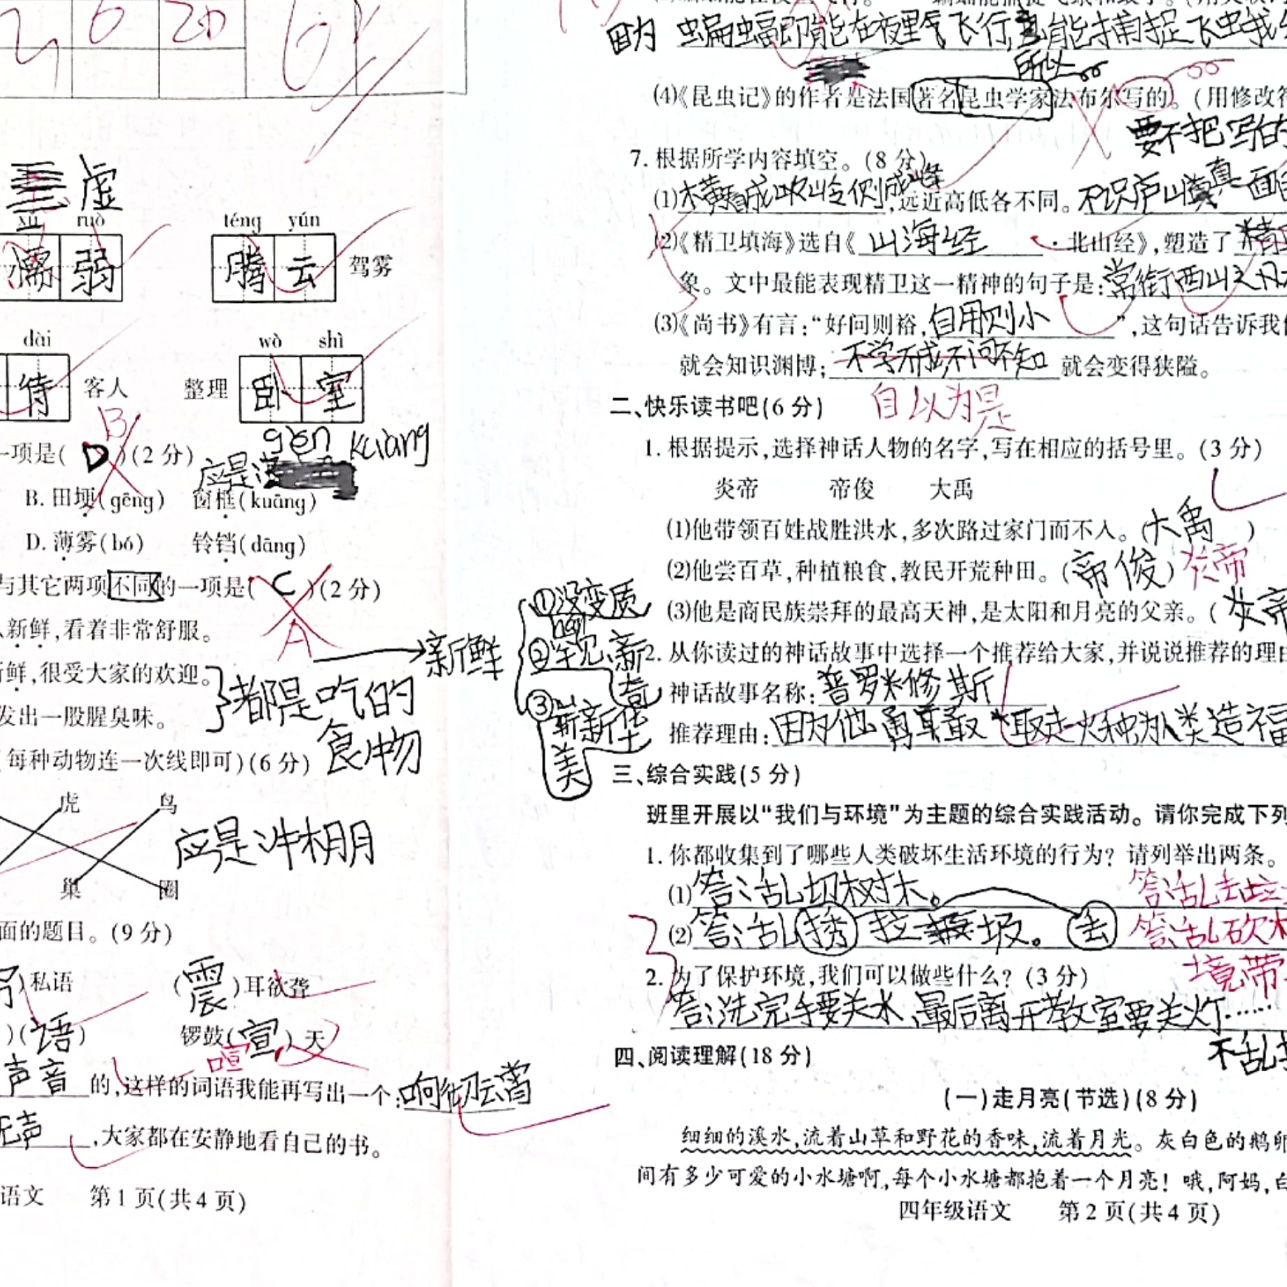 6 20
虚
xū ruò
懦弱
téng yún
腾云 驾雾
dài
待 客人
wò shì
整理 卧室
B
一项是( D )(2分)
应是 gěng kuàng
B.田埂(gěng) 窗框(kuāng)
D.薄雾(bó) 铃铛(dāng)
与其它两项不同的一项是( C )(2分)
A
新鲜,看着非常舒服。
新鲜
鲜,很受大家的欢迎。
都是吃的食物
发出一股腥臭味。
①没变质
②罕见,新奇
③崭新华美
每种动物连一次线即可)(6分)
虎 鸟
应是
巢 圈
面的题目。(9分)
私语 (震)耳欲聋
)(语) 锣鼓(宣)天
喧
声音 的,这样的词语我能再写出一个:响彻云霄
无声 ,大家都在安静地看自己的书。
语文 第1页(共4页)
因为 蝙蝠即能在夜里飞行,能捕捉飞虫
所以
(4)《昆虫记》的作者是法国著名昆虫学家法布尔写的。(用修改符
要不把写的
7.根据所学内容填空。(8分)
(1)横看成岭侧成峰,远近高低各不同。不识庐山真面
(2)《精卫填海》选自《山海经·北山经》,塑造了
象。文中最能表现精卫这一精神的句子是:常衔西山之
(3)《尚书》有言:“好问则裕,自用则小”,这句话告诉我们
就会知识渊博;不学不成不问不知就会变得狭隘。
自以为是
二、快乐读书吧(6分)
1.根据提示,选择神话人物的名字,写在相应的括号里。(3分)
炎帝 帝俊 大禹
(1)他带领百姓战胜洪水,多次路过家门而不入。(大禹)
(2)他尝百草,种植粮食,教民开荒种田。(帝俊) 炎帝
(3)他是商民族崇拜的最高天神,是太阳和月亮的父亲。(炎帝
2.从你读过的神话故事中选择一个推荐给大家,并说说推荐的理由
神话故事名称:普罗米修斯
推荐理由:因为他勇敢取走火种为人类造福
三、综合实践(5分)
班里开展以“我们与环境”为主题的综合实践活动。请你完成下列
1.你都收集到了哪些人类破坏生活环境的行为?请列举出两条。
(1)答:乱切树木。 答:乱丢垃
(2)答:乱垃圾。 丢 答:乱砍木
2.为了保护环境,我们可以做些什么?(3分) 境,带
答:洗完手要关水,最后离开教室要关灯……
不乱扌
四、阅读理解(18分)
(一)走月亮(节选)(8分)
细细的溪水,流着山草和野花的香味,流着月光。灰白色的鹅卵
间有多少可爱的小水塘啊,每个小水塘都抱着一个月亮!哦,阿妈,白
四年级语文 第2页(共4页)